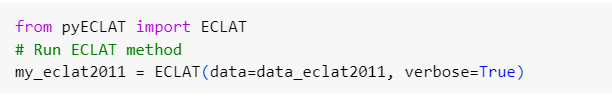 from pyECLAT import ECLAT
# Run ECLAT method
my_eclat2011 = ECLAT(data=data_eclat2011, verbose=True)